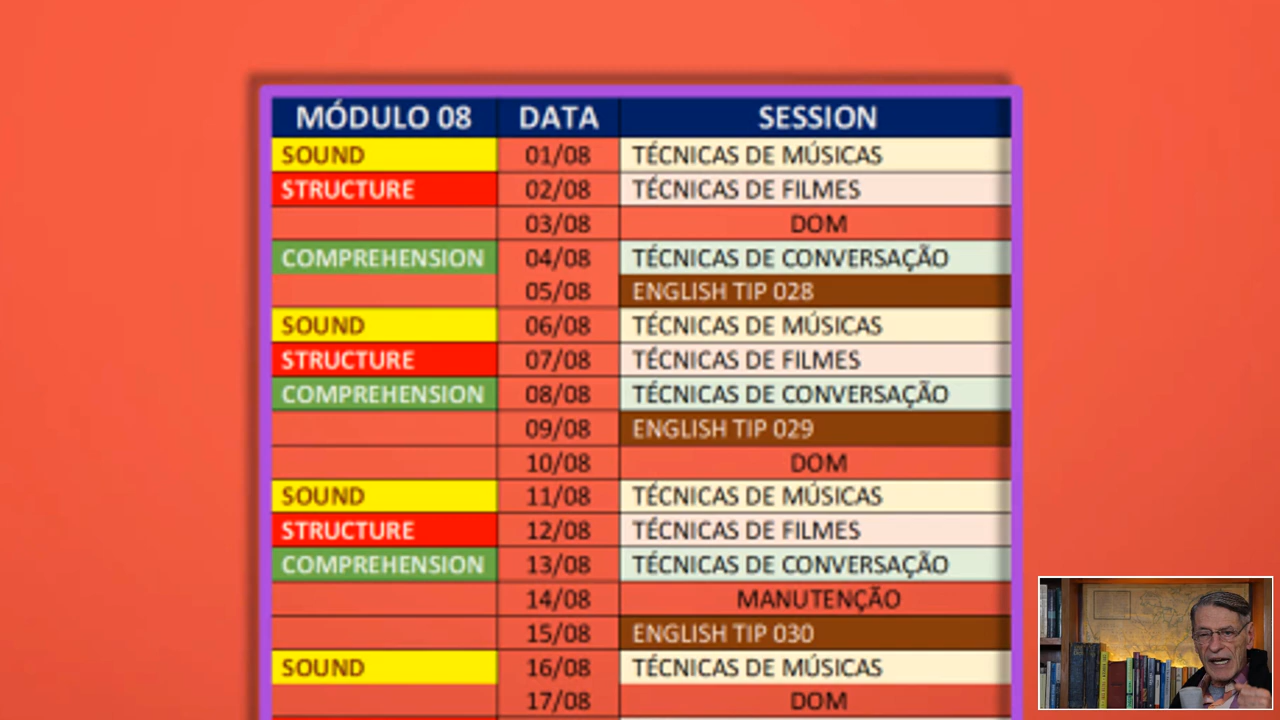 MÓDULO 08 DATA SESSION
SOUND 01/08 TÉCNICAS DE MÚSICAS
STRUCTURE 02/08 TÉCNICAS DE FILMES
03/08 DOM
COMPREHENSION 04/08 TÉCNICAS DE CONVERSAÇÃO
05/08 ENGLISH TIP 028
SOUND 06/08 TÉCNICAS DE MÚSICAS
STRUCTURE 07/08 TÉCNICAS DE FILMES
COMPREHENSION 08/08 TÉCNICAS DE CONVERSAÇÃO
09/08 ENGLISH TIP 029
10/08 DOM
SOUND 11/08 TÉCNICAS DE MÚSICAS
STRUCTURE 12/08 TÉCNICAS DE FILMES
COMPREHENSION 13/08 TÉCNICAS DE CONVERSAÇÃO
14/08 MANUTENÇÃO
15/08 ENGLISH TIP 030
SOUND 16/08 TÉCNICAS DE MÚSICAS
17/08 DOM